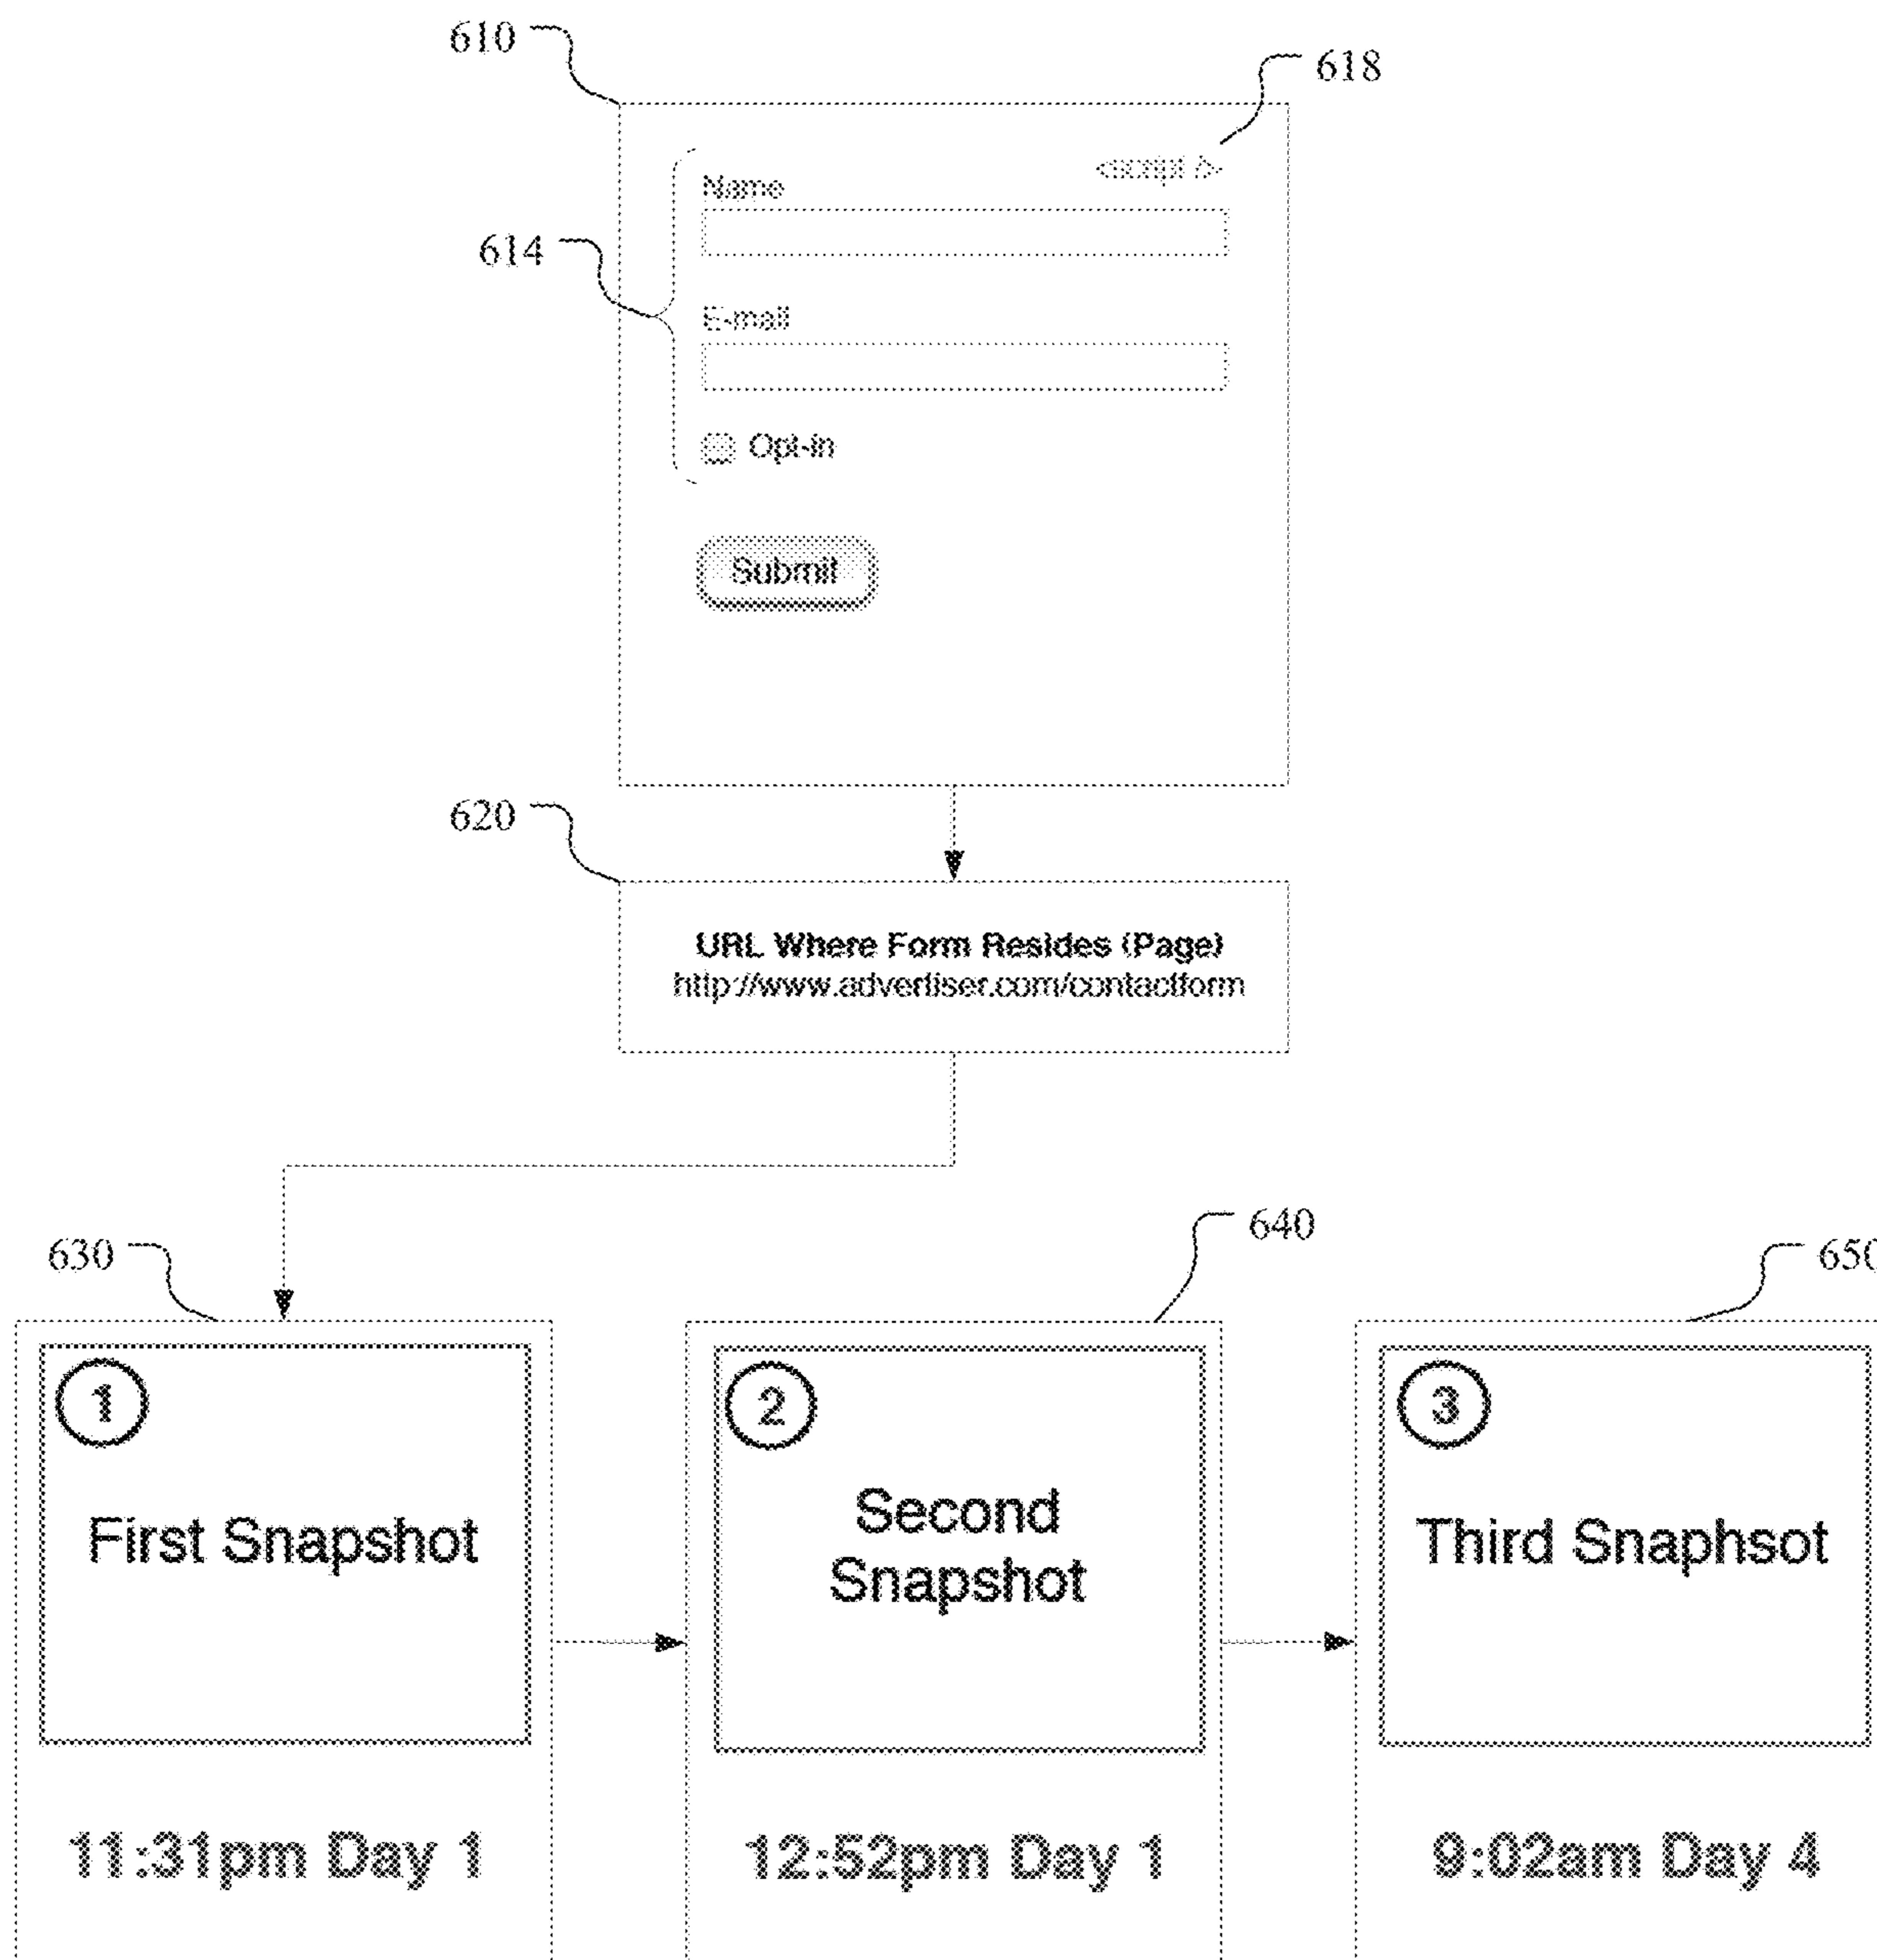 610
618
<script />
Name
614
E-mail
Opt-in
Submit
620
URL Where Form Resides (Page)
http://www.advertiser.com/contactform
630
640
650
1
First Snapshot
11:31pm Day 1
2
Second
Snapshot
12:52pm Day 1
3
Third Snaphsot
9:02am Day 4